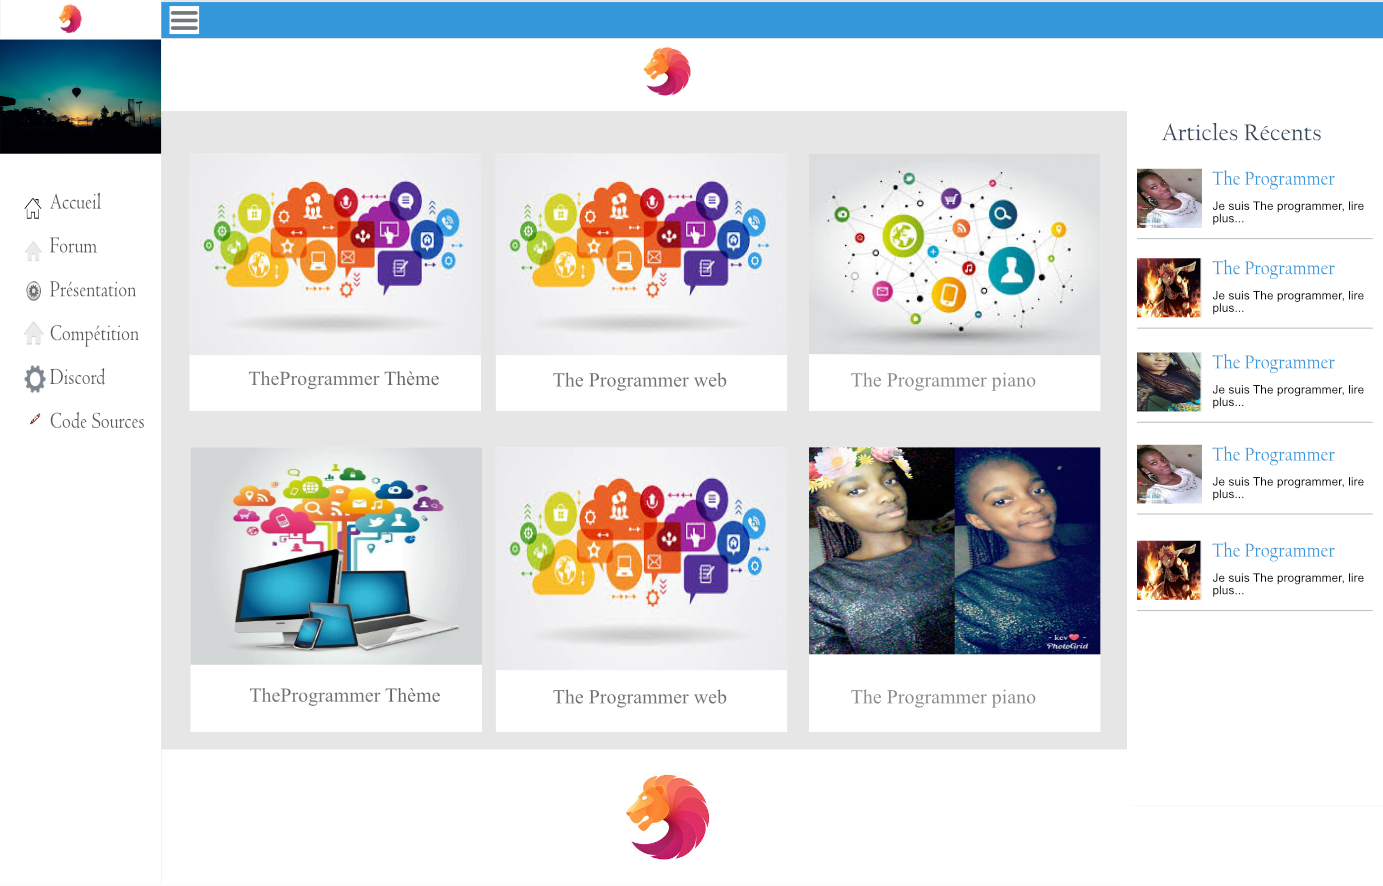 Accueil
Forum
Présentation
Compétition
Discord
Code Sources
TheProgrammer Thème
The Programmer web
The Programmer piano
- kev -
PhotoGrid
TheProgrammer Thème
The Programmer web
The Programmer piano
Articles Récents
The Programmer
Je suis The programmer, lire
plus...
The Programmer
Je suis The programmer, lire
plus...
The Programmer
Je suis The programmer, lire
plus...
The Programmer
Je suis The programmer, lire
plus...
The Programmer
Je suis The programmer, lire
plus...